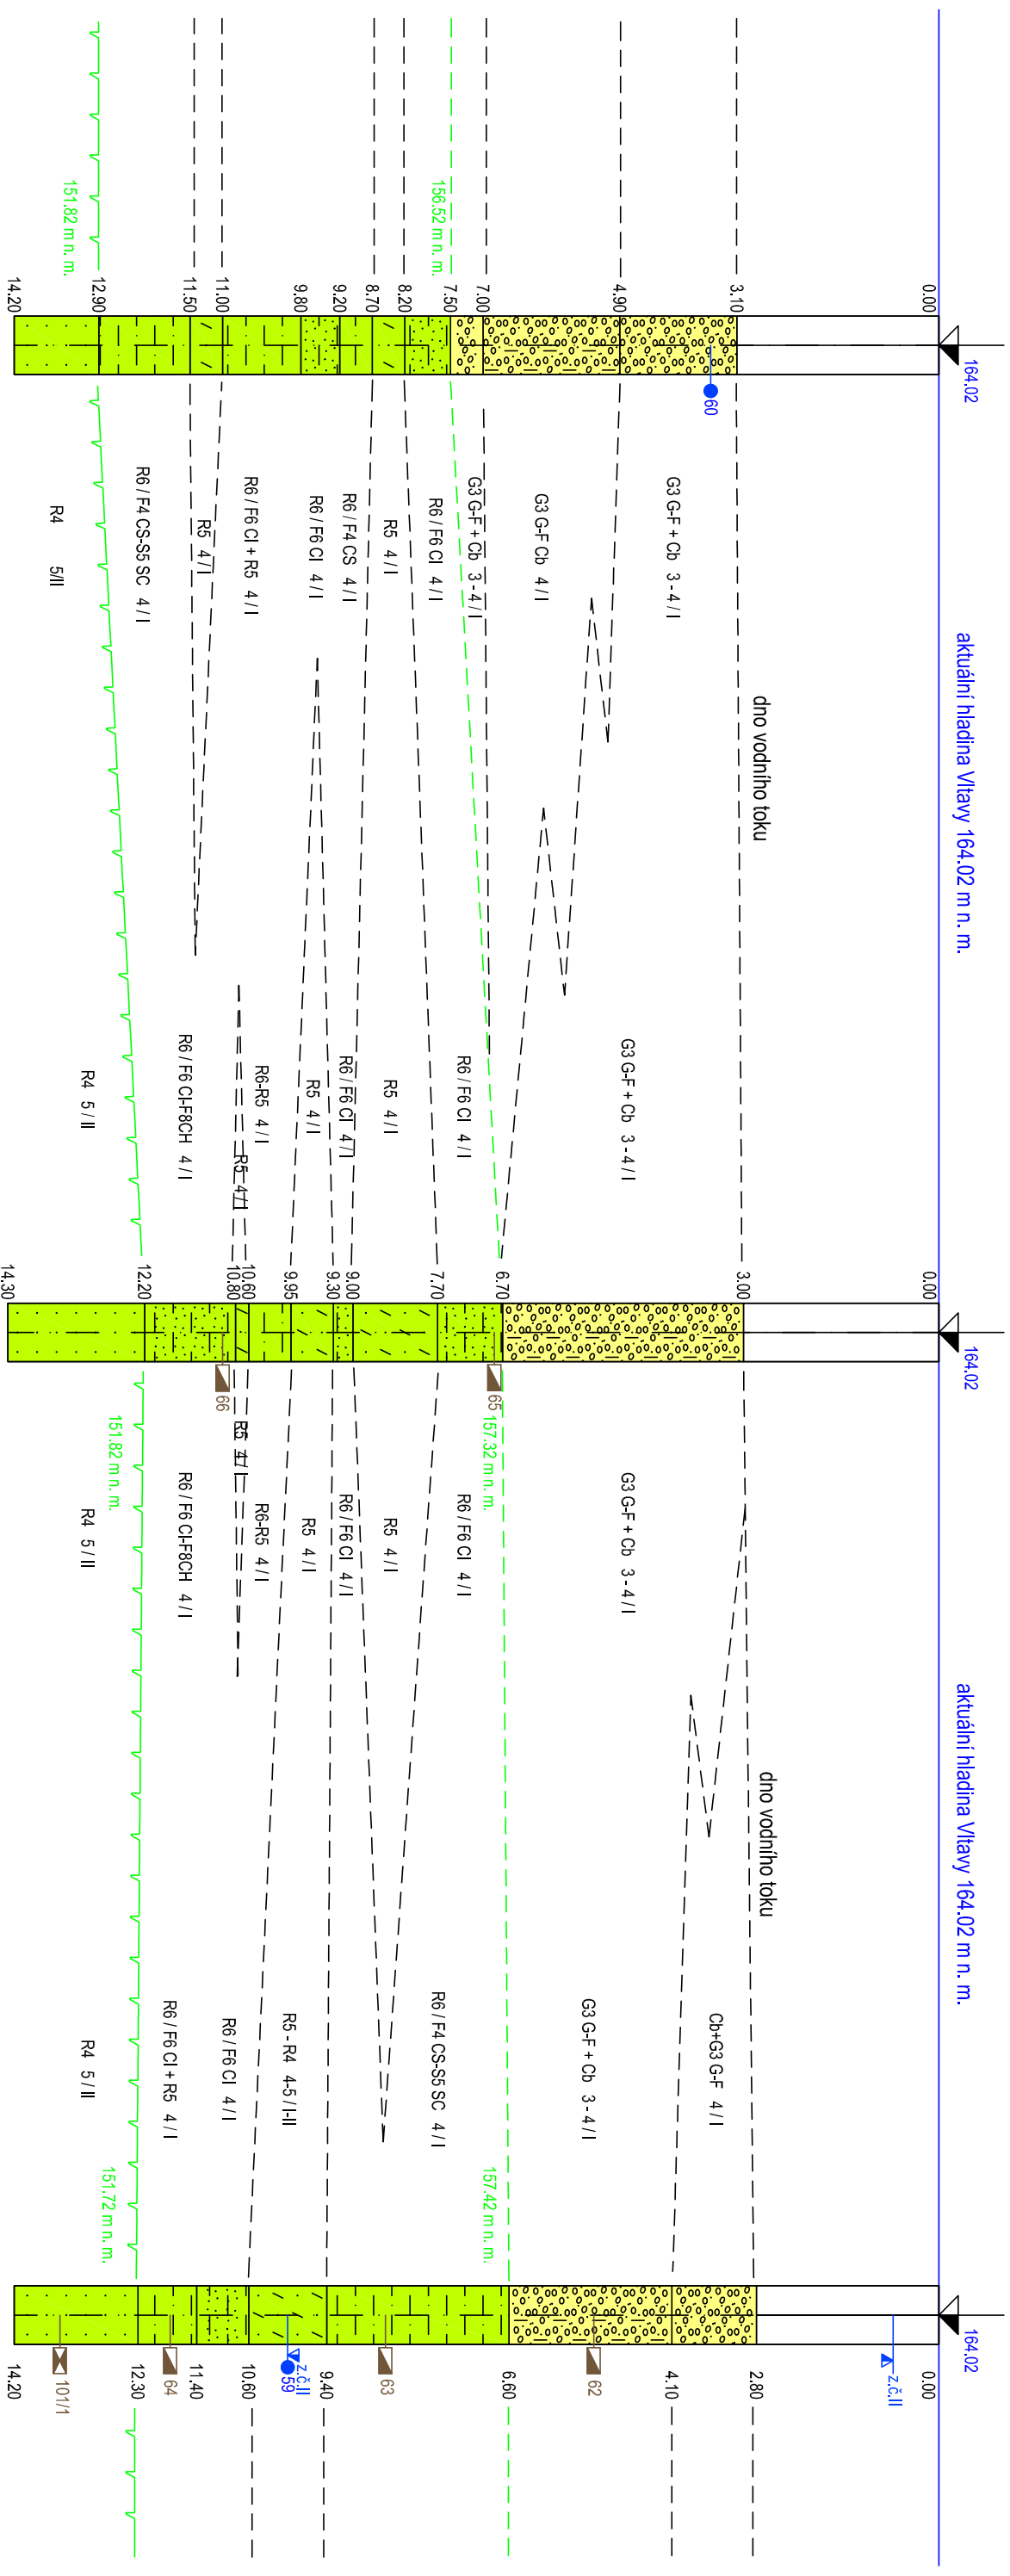 aktuální hladina Vltavy 164.02 m n. m.
aktuální hladina Vltavy 164.02 m n. m.
dno vodního toku
dno vodního toku
164.02
0.00
3.10
4.90
7.00
7.50
8.20
8.70
9.20
9.80
11.00
11.50
12.90
14.20
60
156.52 m n. m.
151.82 m n. m.
G3 G-F + Cb 3 - 4 / I
G3 G-F Cb 4 / I
G3 G-F + Cb 3 - 4 / I
R6 / F6 CI 4 / I
R5 4 / I
R6 / F4 CS 4 / I
R6 / F6 CI 4 / I
R6 / F6 CI + R5 4 / I
R5 4 / I
R6 / F4 CS-S5 SC 4 / I
R4 5/II
G3 G-F + Cb 3 - 4 / I
R6 / F6 CI 4 / I
R5 4 / I
R6 / F6 CI 4 / I
R5 4 / I
R6-R5 4 / I
R5 4 / I
R6 / F6 CI-F8CH 4 / I
R4 5 / II
164.02
0.00
3.00
6.70
7.70
9.00
9.30
9.95
10.60
10.80
12.20
14.30
65
66
157.32 m n. m.
151.82 m n. m.
G3 G-F + Cb 3 - 4 / I
R6 / F6 CI 4 / I
R5 4 / I
R6 / F6 CI 4 / I
R5 4 / I
R6-R5 4 / I
R5 4 / I
R6 / F6 CI-F8CH 4 / I
R4 5 / II
Cb+G3 G-F 4 / I
G3 G-F + Cb 3 - 4 / I
R6 / F4 CS-S5 SC 4 / I
R5 - R4 4-5 / I-II
R6 / F6 CI 4 / I
R6 / F6 CI + R5 4 / I
R4 5 / II
157.42 m n. m.
151.72 m n. m.
164.02
z.č.II
62
63
z.č.II
59
64
101/1
0.00
2.80
4.10
6.60
9.40
10.60
11.40
12.30
14.20